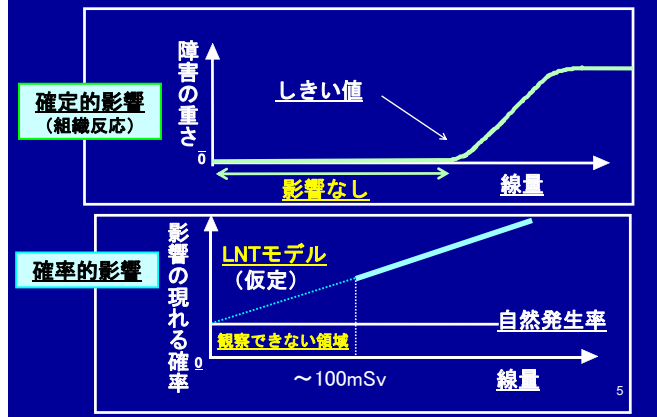 確定的影響
（組織反応）
障害の重さ
0
しきい値
影響なし
線量
確率的影響
影響の現れる確率
0
LNTモデル
（仮定）
観察できない領域
自然発生率
～100mSv
線量
5